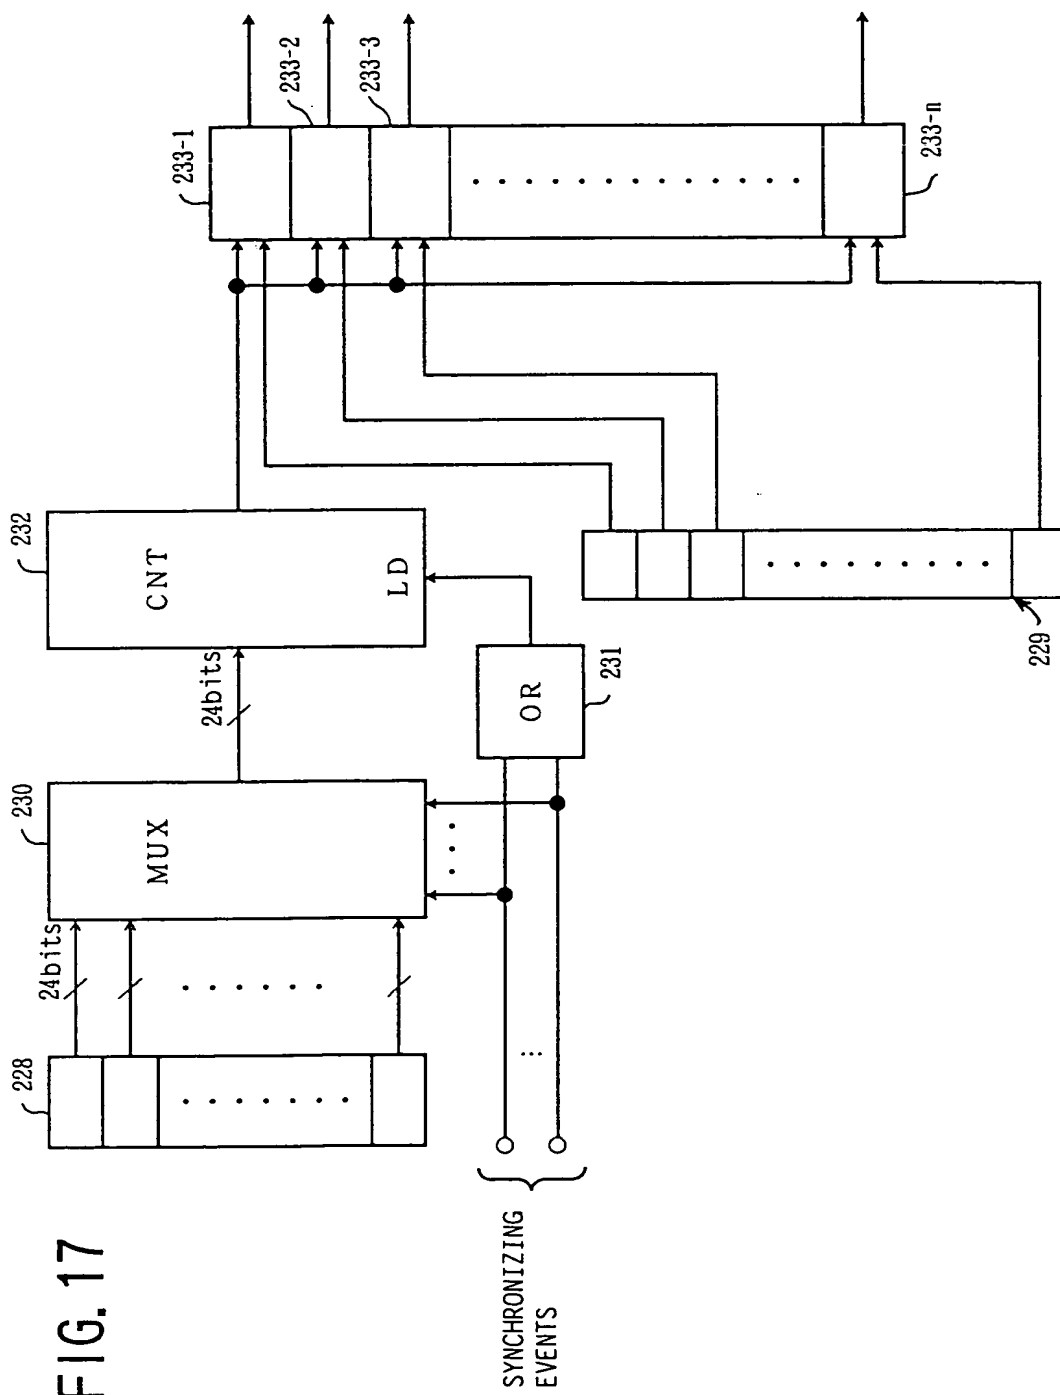 FIG. 17
228
24bits
230
MUX
24bits
232
CNT
LD
OR
231
SYNCHRONIZING
EVENTS
229
233-1
233-2
233-3
233-n